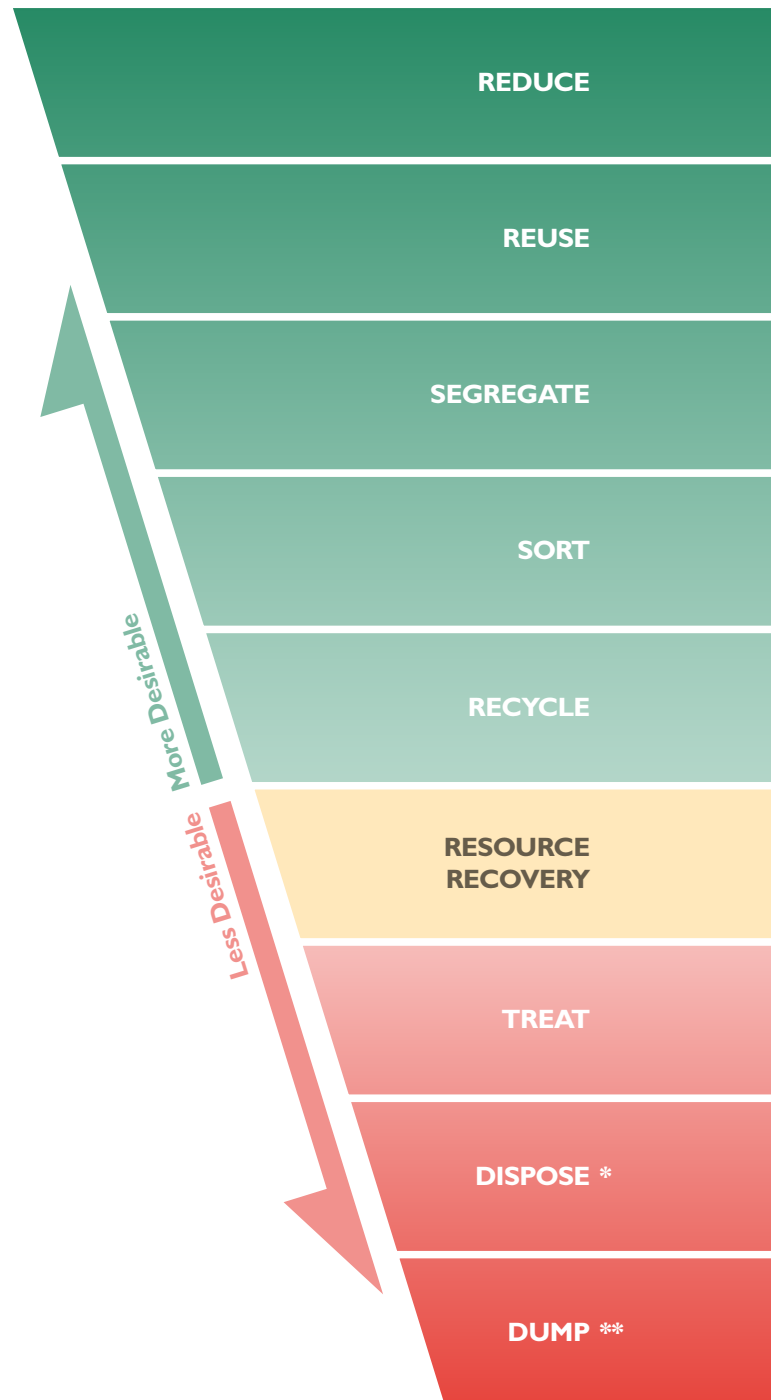 REDUCE
REUSE
SEGREGATE
SORT
RECYCLE
More Desirable
RESOURCE
RECOVERY
Less Desirable
TREAT
DISPOSE *
DUMP **